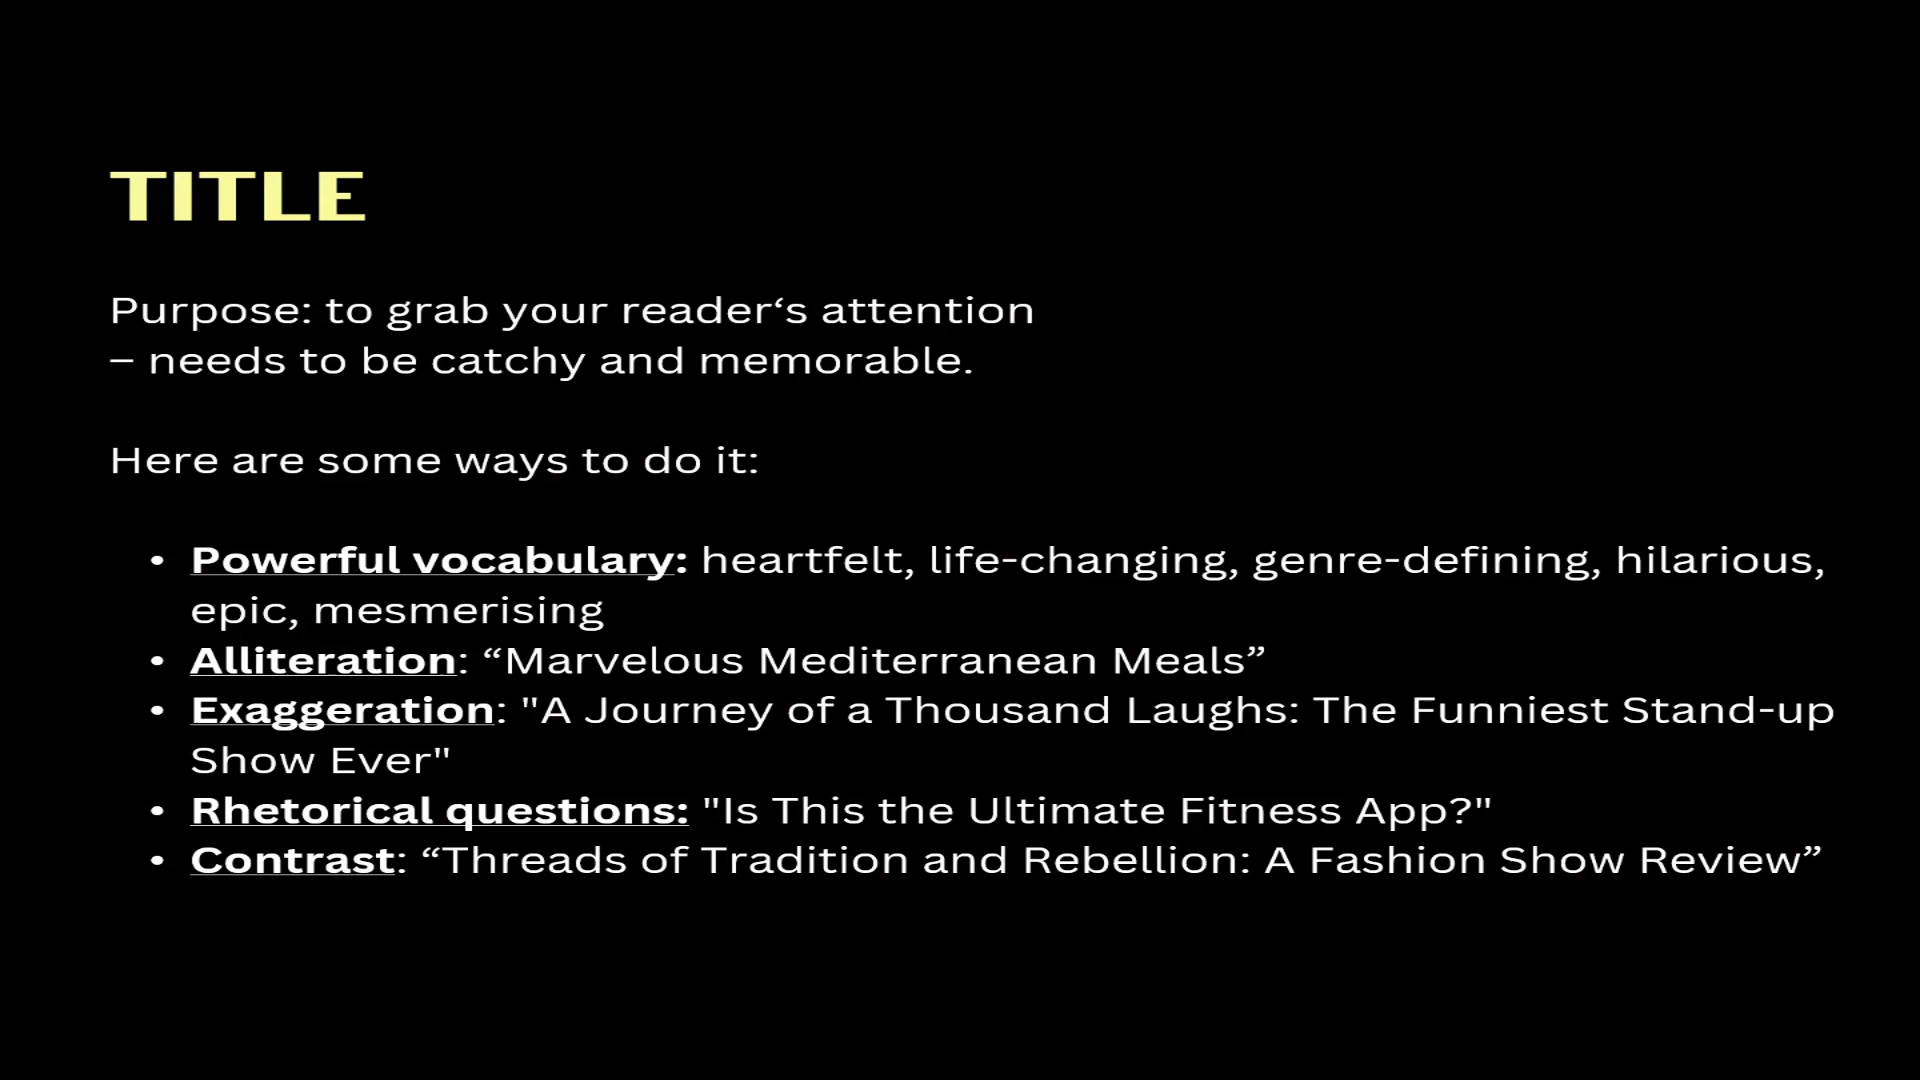 TITLE
Purpose: to grab your reader‘s attention
– needs to be catchy and memorable.
Here are some ways to do it:
• Powerful vocabulary: heartfelt, life-changing, genre-defining, hilarious,
epic, mesmerising
• Alliteration: “Marvelous Mediterranean Meals”
• Exaggeration: "A Journey of a Thousand Laughs: The Funniest Stand-up
Show Ever"
• Rhetorical questions: "Is This the Ultimate Fitness App?"
• Contrast: “Threads of Tradition and Rebellion: A Fashion Show Review”